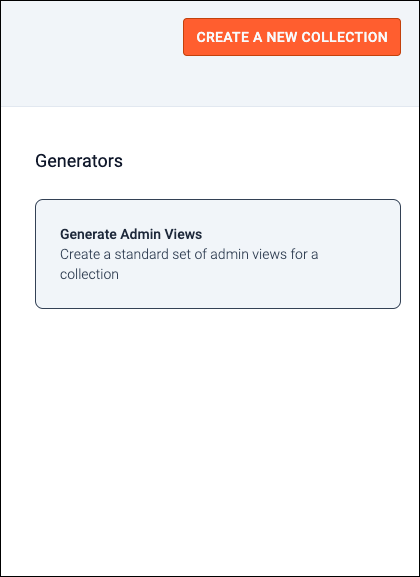 CREATE A NEW COLLECTION
Generators
Generate Admin Views
Create a standard set of admin views for a
collection